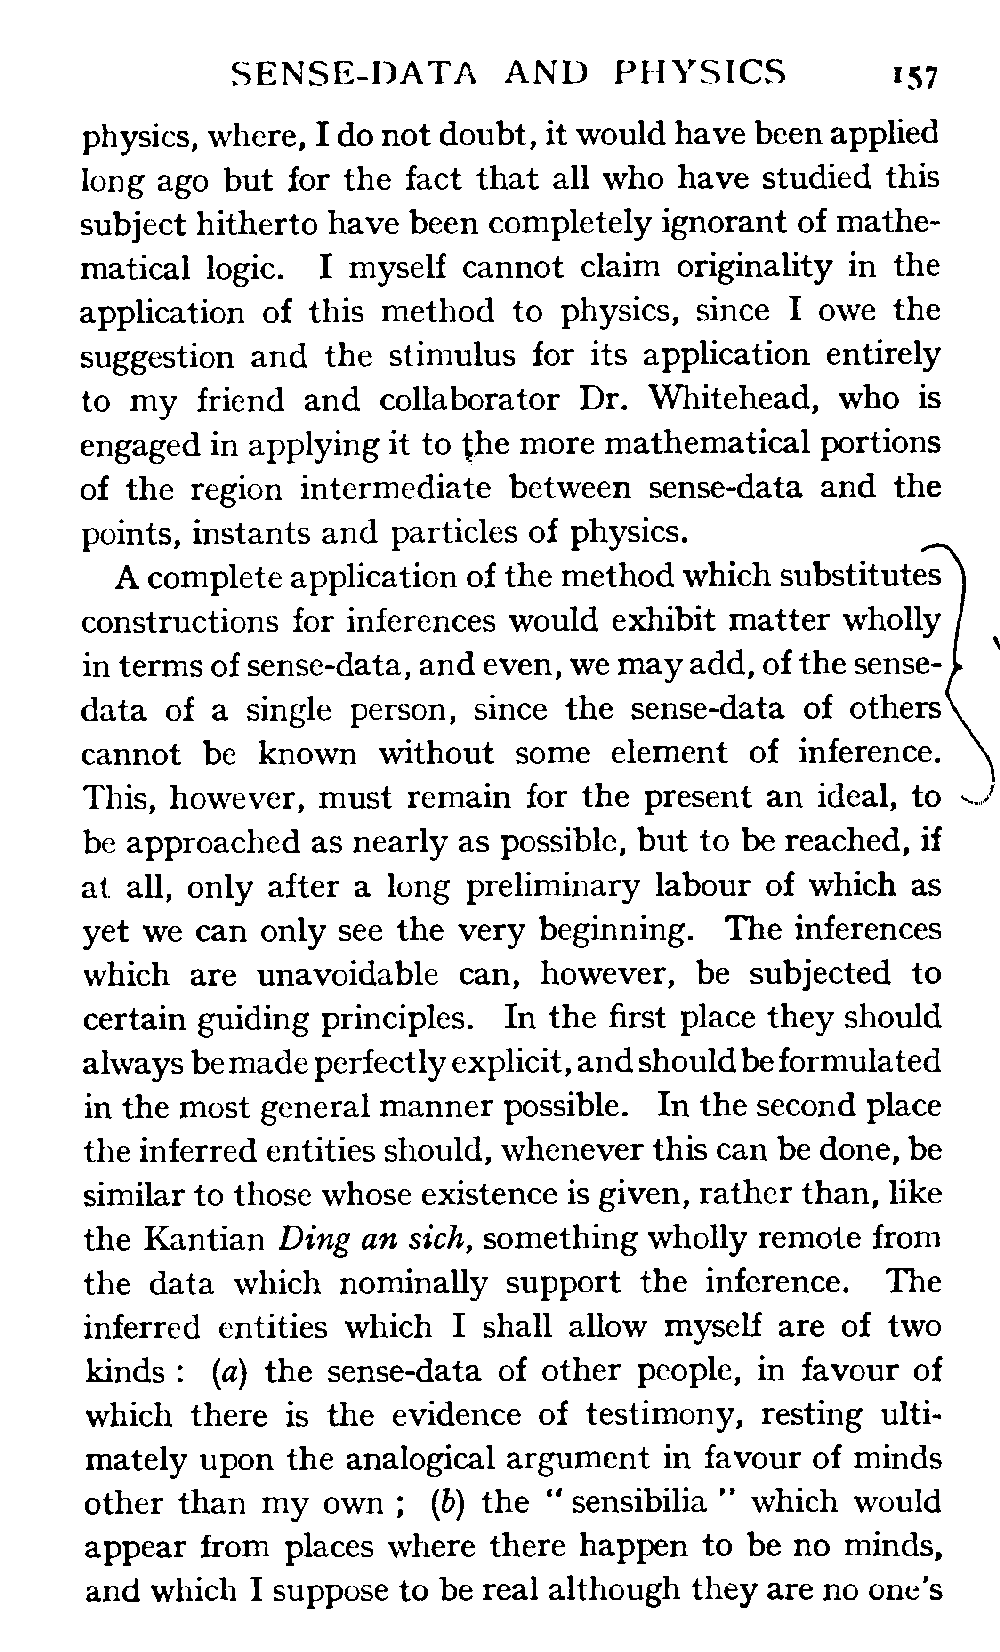 SENSE-DATA AND PHYSICS 157
physics, where, I do not doubt, it would have been applied
long ago but for the fact that all who have studied this
subject hitherto have been completely ignorant of mathe-
matical logic. I myself cannot claim originality in the
application of this method to physics, since I owe the
suggestion and the stimulus for its application entirely
to my friend and collaborator Dr. Whitehead, who is
engaged in applying it to the more mathematical portions
of the region intermediate between sense-data and the
points, instants and particles of physics.
A complete application of the method which substitutes
constructions for inferences would exhibit matter wholly
in terms of sense-data, and even, we may add, of the sense-
data of a single person, since the sense-data of others
cannot be known without some element of inference.
This, however, must remain for the present an ideal, to
be approached as nearly as possible, but to be reached, if
at all, only after a long preliminary labour of which as
yet we can only see the very beginning. The inferences
which are unavoidable can, however, be subjected to
certain guiding principles. In the first place they should
always be made perfectly explicit, and should be formulated
in the most general manner possible. In the second place
the inferred entities should, whenever this can be done, be
similar to those whose existence is given, rather than, like
the Kantian Ding an sich, something wholly remote from
the data which nominally support the inference. The
inferred entities which I shall allow myself are of two
kinds : (a) the sense-data of other people, in favour of
which there is the evidence of testimony, resting ulti-
mately upon the analogical argument in favour of minds
other than my own ; (b) the " sensibilia " which would
appear from places where there happen to be no minds,
and which I suppose to be real although they are no one's